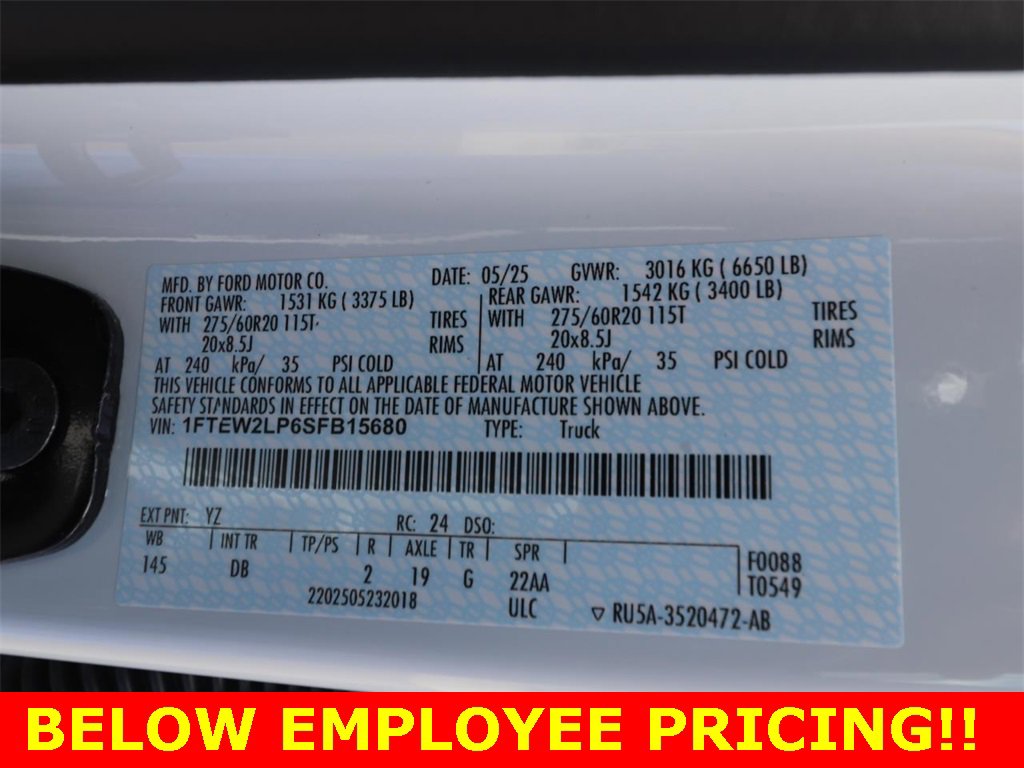 MFD. BY FORD MOTOR CO. DATE: 05/25 GVWR: 3016 KG ( 6650 LB)
FRONT GAWR: 1531 KG ( 3375 LB) REAR GAWR: 1542 KG ( 3400 LB)
WITH 275/60R20 115T TIRES WITH 275/60R20 115T TIRES
20x8.5J RIMS 20x8.5J RIMS
AT 240 kPa/ 35 PSI COLD AT 240 kPa/ 35 PSI COLD
THIS VEHICLE CONFORMS TO ALL APPLICABLE FEDERAL MOTOR VEHICLE
SAFETY STANDARDS IN EFFECT ON THE DATE OF MANUFACTURE SHOWN ABOVE.
VIN: 1FTEW2LP6SFB15680 TYPE: Truck
EXT PNT: YZ RC: 24 DSO:
WB INT TR TP/PS R AXLE TR SPR F0088
145 DB 2 19 G 22AA T0549
2202505232018 ULC ▽ RU5A-3520472-AB
BELOW EMPLOYEE PRICING!!